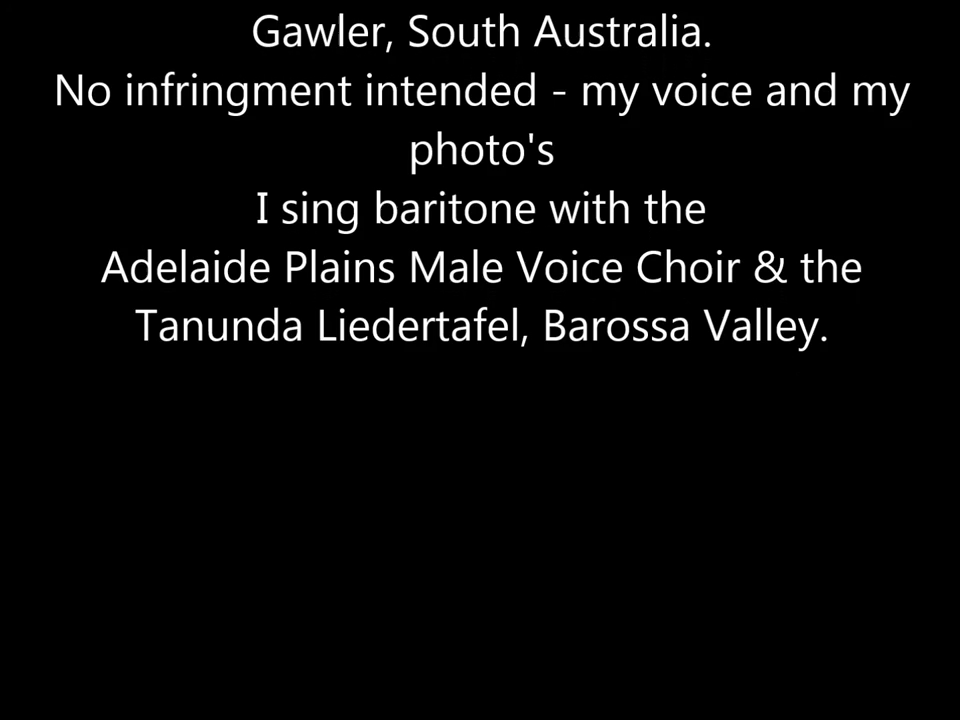 Gawler, South Australia.
No infringment intended - my voice and my
photo's
I sing baritone with the
Adelaide Plains Male Voice Choir & the
Tanunda Liedertafel, Barossa Valley.